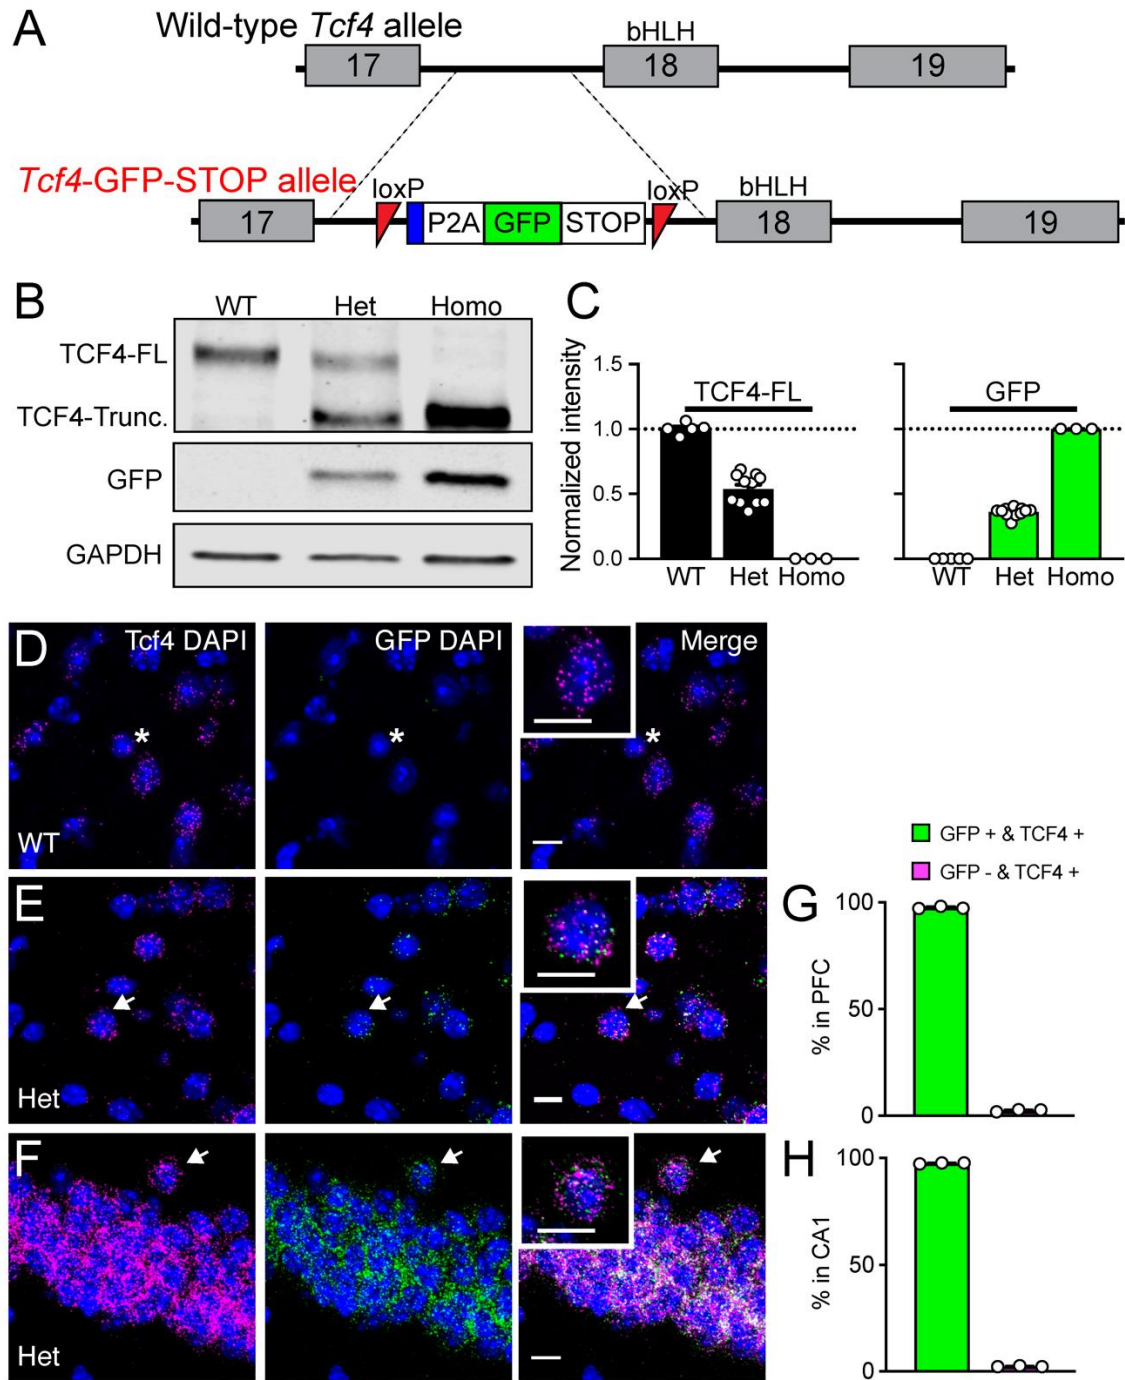 A
Wild-type Tcf4 allele
bHLH
17
18
19
Tcf4-GFP-STOP allele
loxP
loxP
bHLH
17
P2A
GFP
STOP
18
19
B
WT
Het
Homo
TCF4-FL
TCF4-Trunc.
GFP
GAPDH
C
Normalized intensity
1.5
1.0
0.5
0.0
TCF4-FL
WT
Het
Homo
GFP
WT
Het
Homo
D
Tcf4 DAPI
GFP DAPI
Merge
*
*
*
WT
E
Het
F
Het
GFP + & TCF4 +
GFP - & TCF4 +
G
% in PFC
100
50
0
H
% in CA1
100
50
0